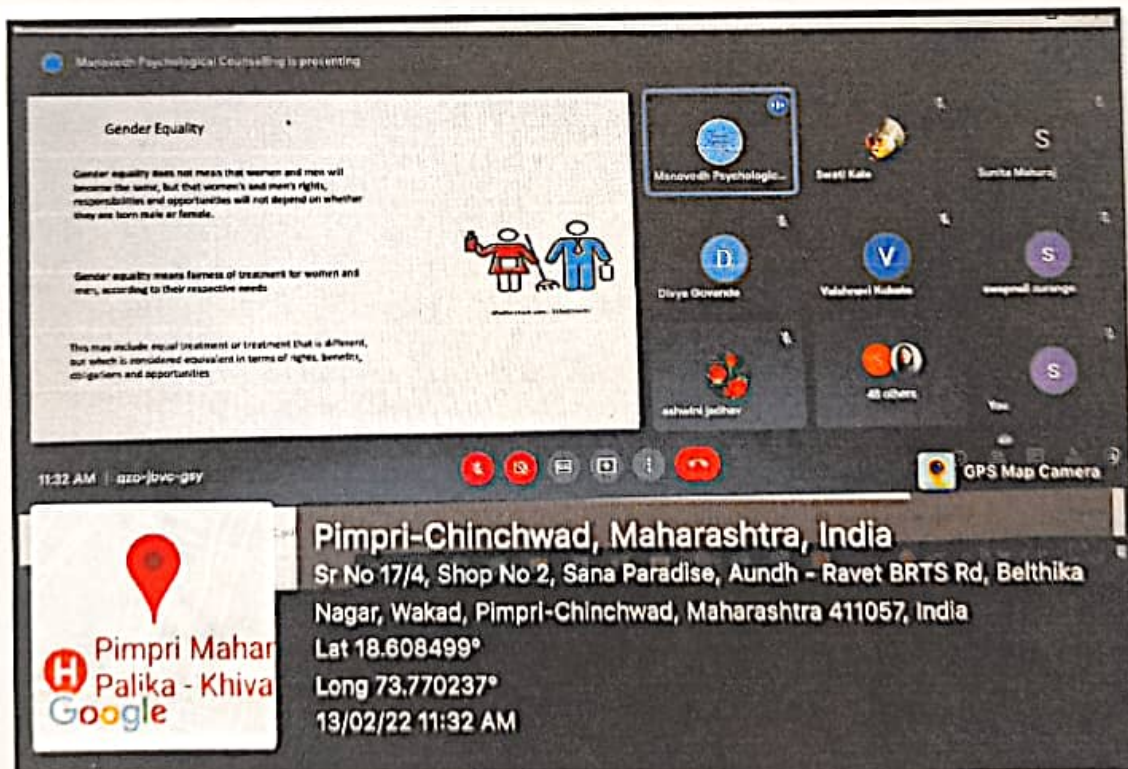 Manovedh Psychological Counselling is presenting
Gender Equality
Gender equality does not mean that women and men will
become the same, but that women's and men's rights,
responsibilities and opportunities will not depend on whether
they are born male or female.
Gender equality means fairness of treatment for women and
men, according to their respective needs
This may include equal treatment or treatment that is different,
but which is considered equivalent in terms of rights, benefits,
obligations and opportunities
Manovedh Psychologic...
Swati Kale
S
Sunita Maharaj
D
Divya Govande
V
Vaishnavi
S
ashwini jadhav
S
48 others
S
You
11:32 AM | qzo-jbvc-gsy
GPS Map Camera
Pimpri-Chinchwad, Maharashtra, India
Sr No 17/4, Shop No 2, Sana Paradise, Aundh - Ravet BRTS Rd, Belthika
Nagar, Wakad, Pimpri-Chinchwad, Maharashtra 411057, India
Lat 18.608499°
Long 73.770237°
13/02/22 11:32 AM
Pimpri Mahar
H
Palika - Khiva
Google